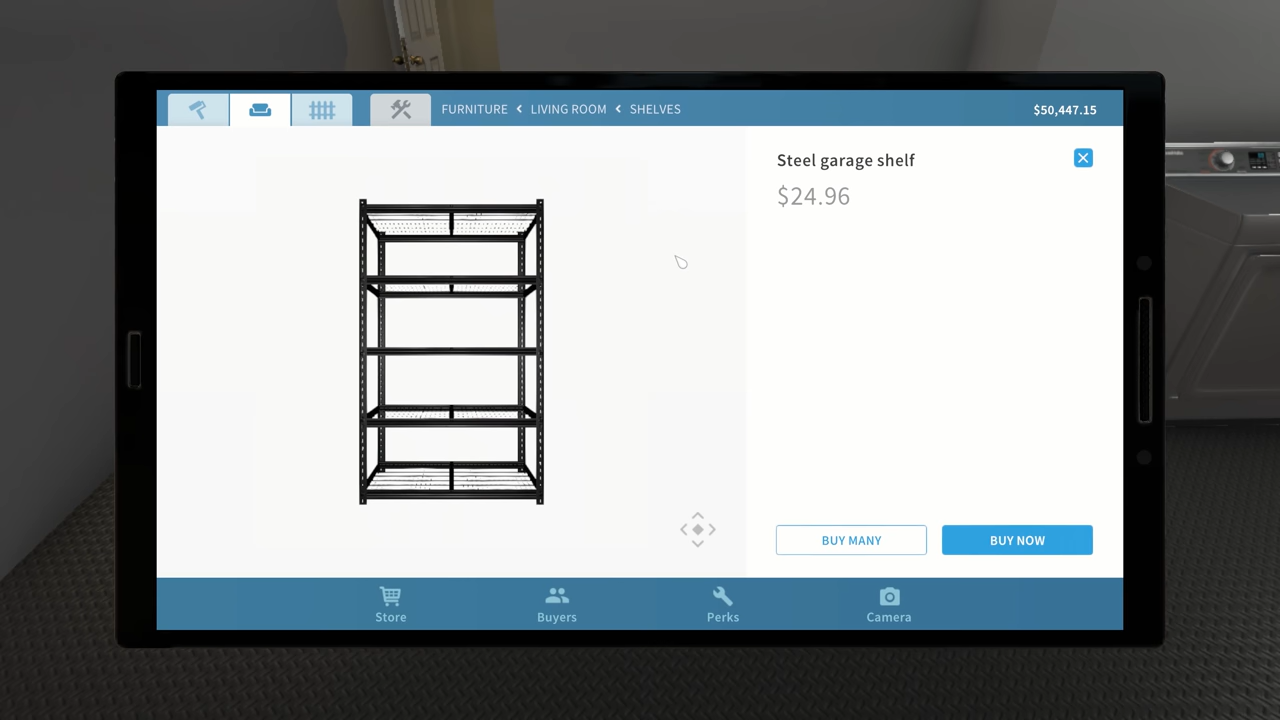 FURNITURE < LIVING ROOM < SHELVES
$50,447.15
Steel garage shelf
$24.96
BUY MANY
BUY NOW
Store
Buyers
Perks
Camera